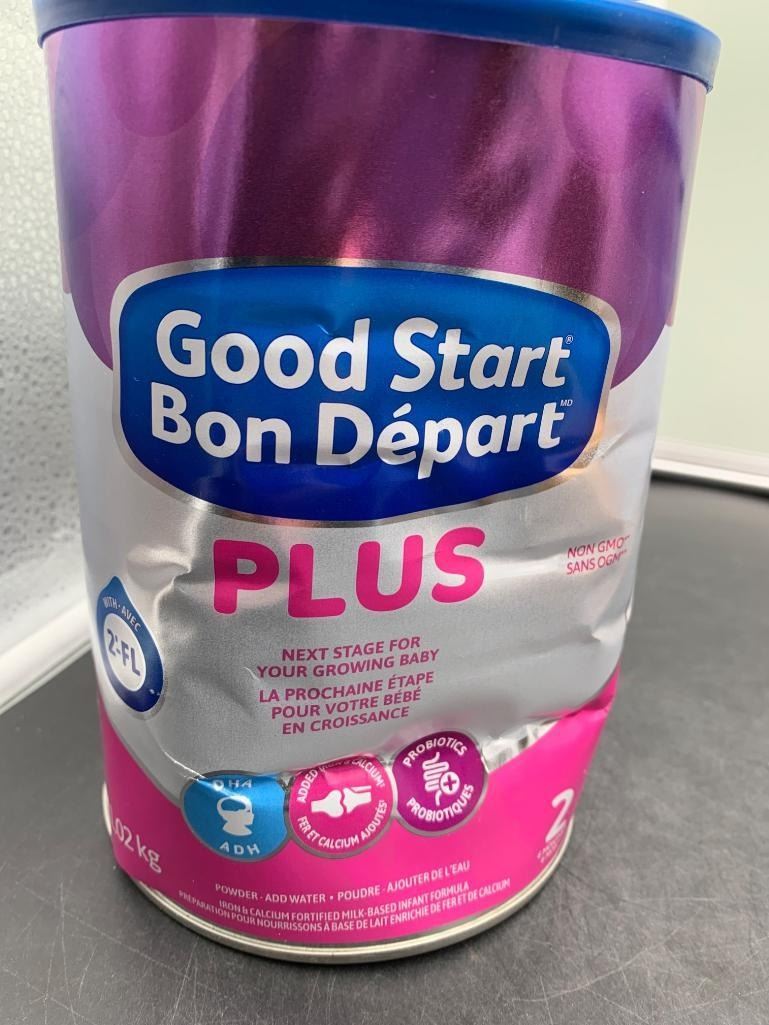 Good Start®
Bon Départ MD
PLUS
NON GMO
SANS OGM
WITH • AVEC
2'-FL
NEXT STAGE FOR
YOUR GROWING BABY
LA PROCHAINE ÉTAPE
POUR VOTRE BÉBÉ
EN CROISSANCE
DHA
ADH
ADDED IRON & CALCIUM
FER ET CALCIUM AJOUTÉS
PROBIOTICS
PROBIOTIQUES
2
.02 kg
POWDER - ADD WATER • POUDRE - AJOUTER DE L'EAU
IRON & CALCIUM FORTIFIED MILK-BASED INFANT FORMULA
PRÉPARATION POUR NOURRISSONS À BASE DE LAIT ENRICHIE DE FER ET DE CALCIUM